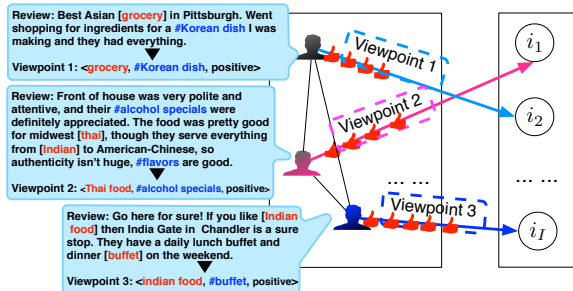 Review: Best Asian [grocery] in Pittsburgh. Went
shopping for ingredients for a #Korean dish I was
making and they had everything.
Viewpoint 1: <grocery, #Korean dish, positive>
Review: Front of house was very polite and
attentive, and their #alcohol specials were
definitely appreciated. The food was pretty good
for midwest [thai], though they serve everything
from [Indian] to American-Chinese, so
authenticity isn't huge, #flavors are good.
Viewpoint 2: <Thai food, #alcohol specials, positive>
Review: Go here for sure! If you like [Indian
food] then India Gate in Chandler is a sure
stop. They have a daily lunch buffet and
dinner [buffet] on the weekend.
Viewpoint 3: <indian food, #buffet, positive>
Viewpoint 1
Viewpoint 2
... ...
Viewpoint 3
i1
i2
... ...
iI